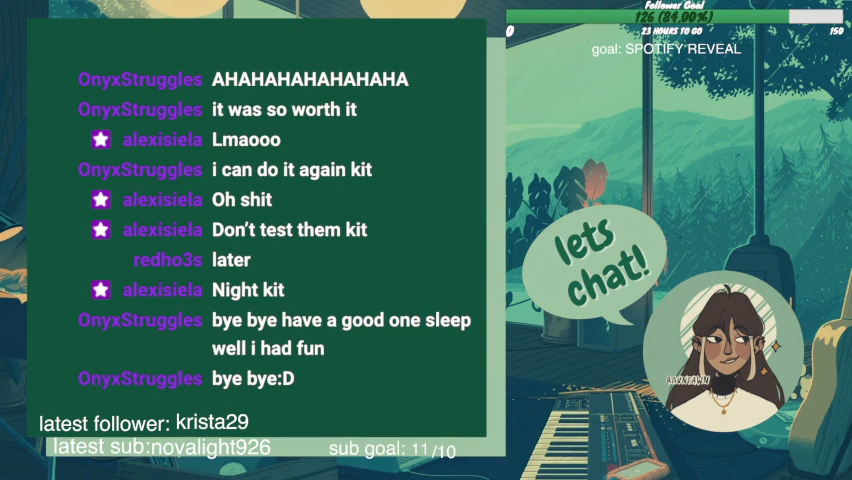 Follower Goal
126 (84.00%)
0 23 HOURS TO GO 150
goal: SPOTIFY REVEAL
OnyxStruggles AHAHAHAHAHAHAHA
OnyxStruggles it was so worth it
alexisiela Lmaooo
OnyxStruggles i can do it again kit
alexisiela Oh shit
alexisiela Don't test them kit
redho3s later
alexisiela Night kit
OnyxStruggles bye bye have a good one sleep
well i had fun
OnyxStruggles bye bye:D
lets
chat!
latest follower: krista29
latest sub:novalight926
sub goal: 11/10